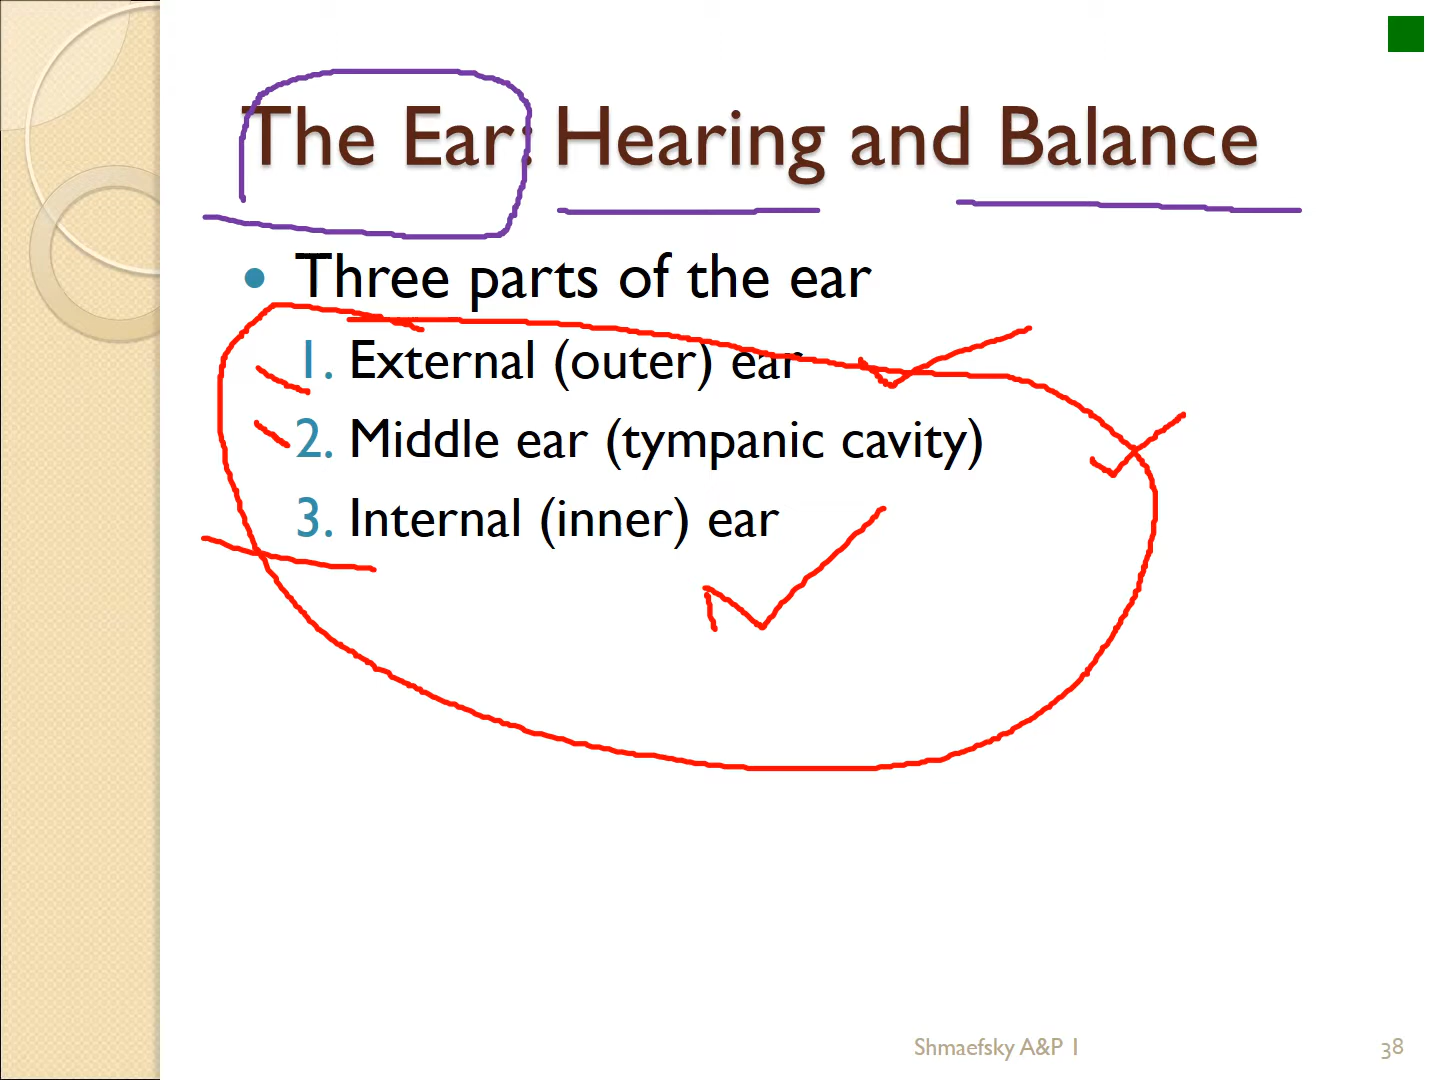 The Ear: Hearing and Balance
• Three parts of the ear
1. External (outer) ear
2. Middle ear (tympanic cavity)
3. Internal (inner) ear
Shmaefsky A&P 1 38